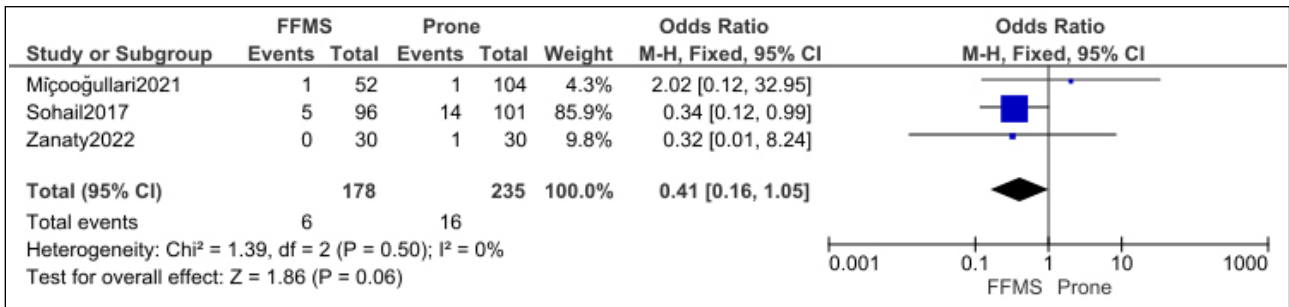 FFMS Prone Odds Ratio Odds Ratio
Study or Subgroup Events Total Events Total Weight M-H, Fixed, 95% CI M-H, Fixed, 95% CI
Miçooğullari2021 1 52 1 104 4.3% 2.02 [0.12, 32.95]
Sohail2017 5 96 14 101 85.9% 0.34 [0.12, 0.99]
Zanaty2022 0 30 1 30 9.8% 0.32 [0.01, 8.24]
Total (95% CI) 178 235 100.0% 0.41 [0.16, 1.05]
Total events 6 16
Heterogeneity: Chi² = 1.39, df = 2 (P = 0.50); I² = 0%
Test for overall effect: Z = 1.86 (P = 0.06)
0.001 0.1 1 10 1000
FFMS Prone